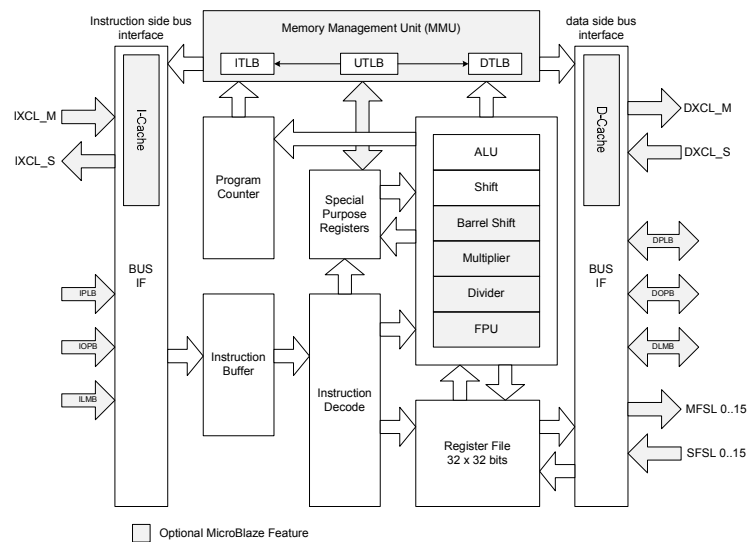 Instruction side bus
interface
Memory Management Unit (MMU)
data side bus
interface
ITLB
UTLB
DTLB
I-Cache
D-Cache
IXCL_M
IXCL_S
DXCL_M
DXCL_S
Program
Counter
Special
Purpose
Registers
ALU
Shift
Barrel Shift
Multiplier
Divider
FPU
BUS
IF
BUS
IF
IPLB
IOPB
ILMB
DPLB
DOPB
DLMB
Instruction
Buffer
Instruction
Decode
Register File
32 x 32 bits
MFSL 0..15
SFSL 0..15
Optional MicroBlaze Feature